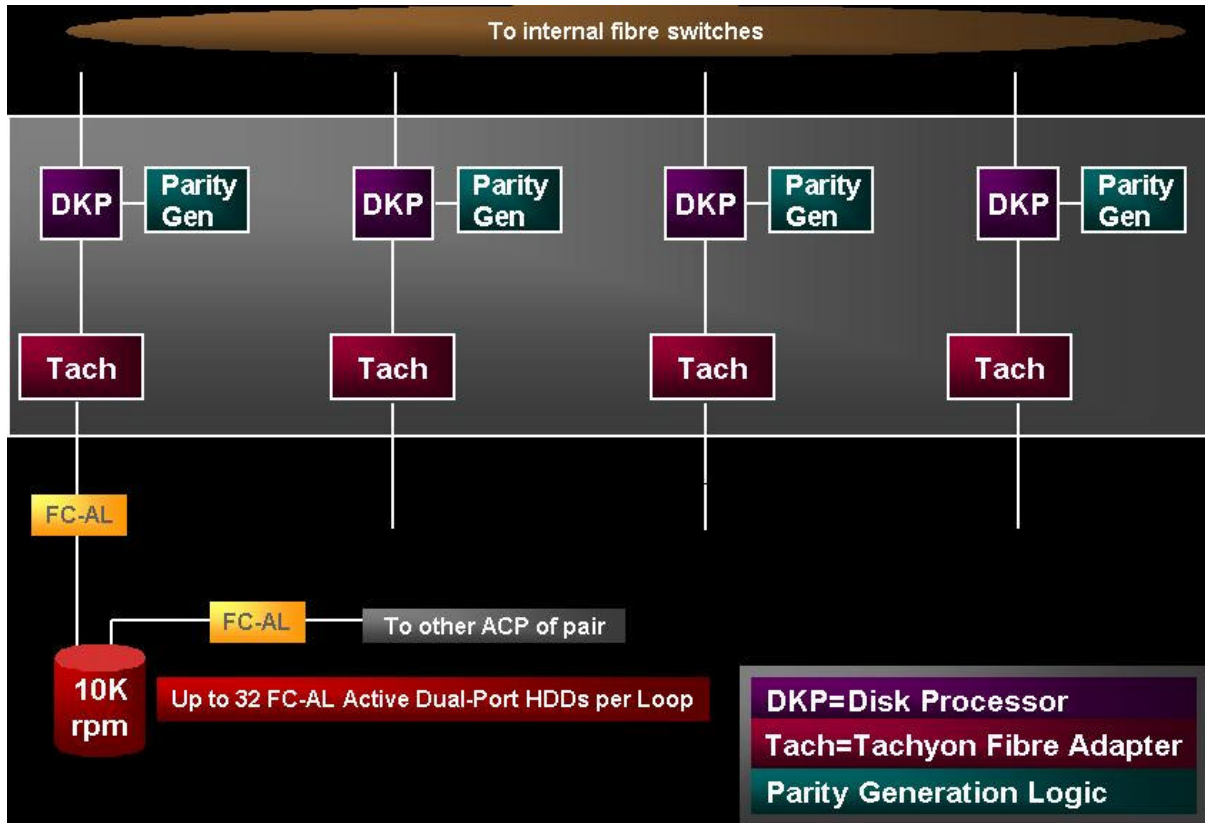 To internal fibre switches
DKP
Parity
Gen
DKP
Parity
Gen
DKP
Parity
Gen
DKP
Parity
Gen
Tach
Tach
Tach
Tach
FC-AL
FC-AL
To other ACP of pair
10K
rpm
Up to 32 FC-AL Active Dual-Port HDDs per Loop
DKP=Disk Processor
Tach=Tachyon Fibre Adapter
Parity Generation Logic